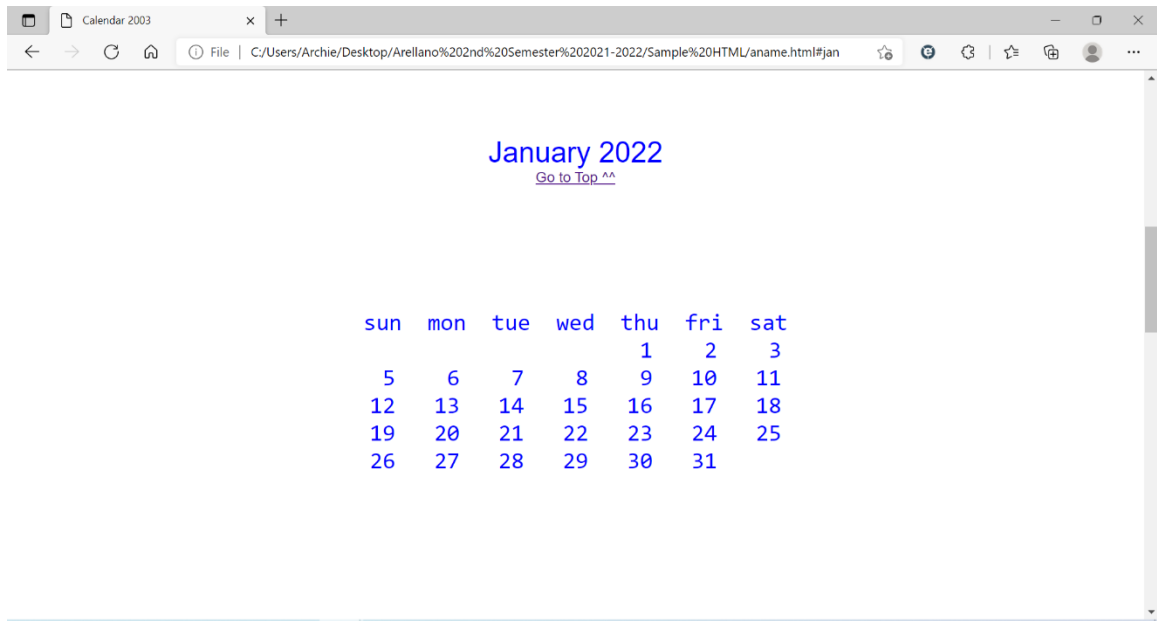 Calendar 2003
File | C:/Users/Archie/Desktop/Arellano%202nd%20Semester%202021-2022/Sample%20HTML/aname.html#jan
January 2022
Go to Top ^^
sun mon tue wed thu fri sat
1 2 3
5 6 7 8 9 10 11
12 13 14 15 16 17 18
19 20 21 22 23 24 25
26 27 28 29 30 31